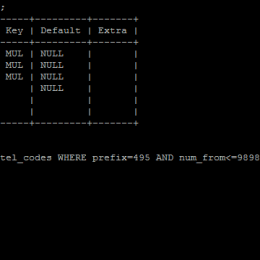 ;
-----+---------+-------+
 Key | Default | Extra |
-----+---------+-------+
 MUL | NULL    |       |
 MUL | NULL    |       |
 MUL | NULL    |       |
     | NULL    |       |
     |         |       |
     |         |       |
-----+---------+-------+
tel_codes WHERE prefix=495 AND num_from<=9898